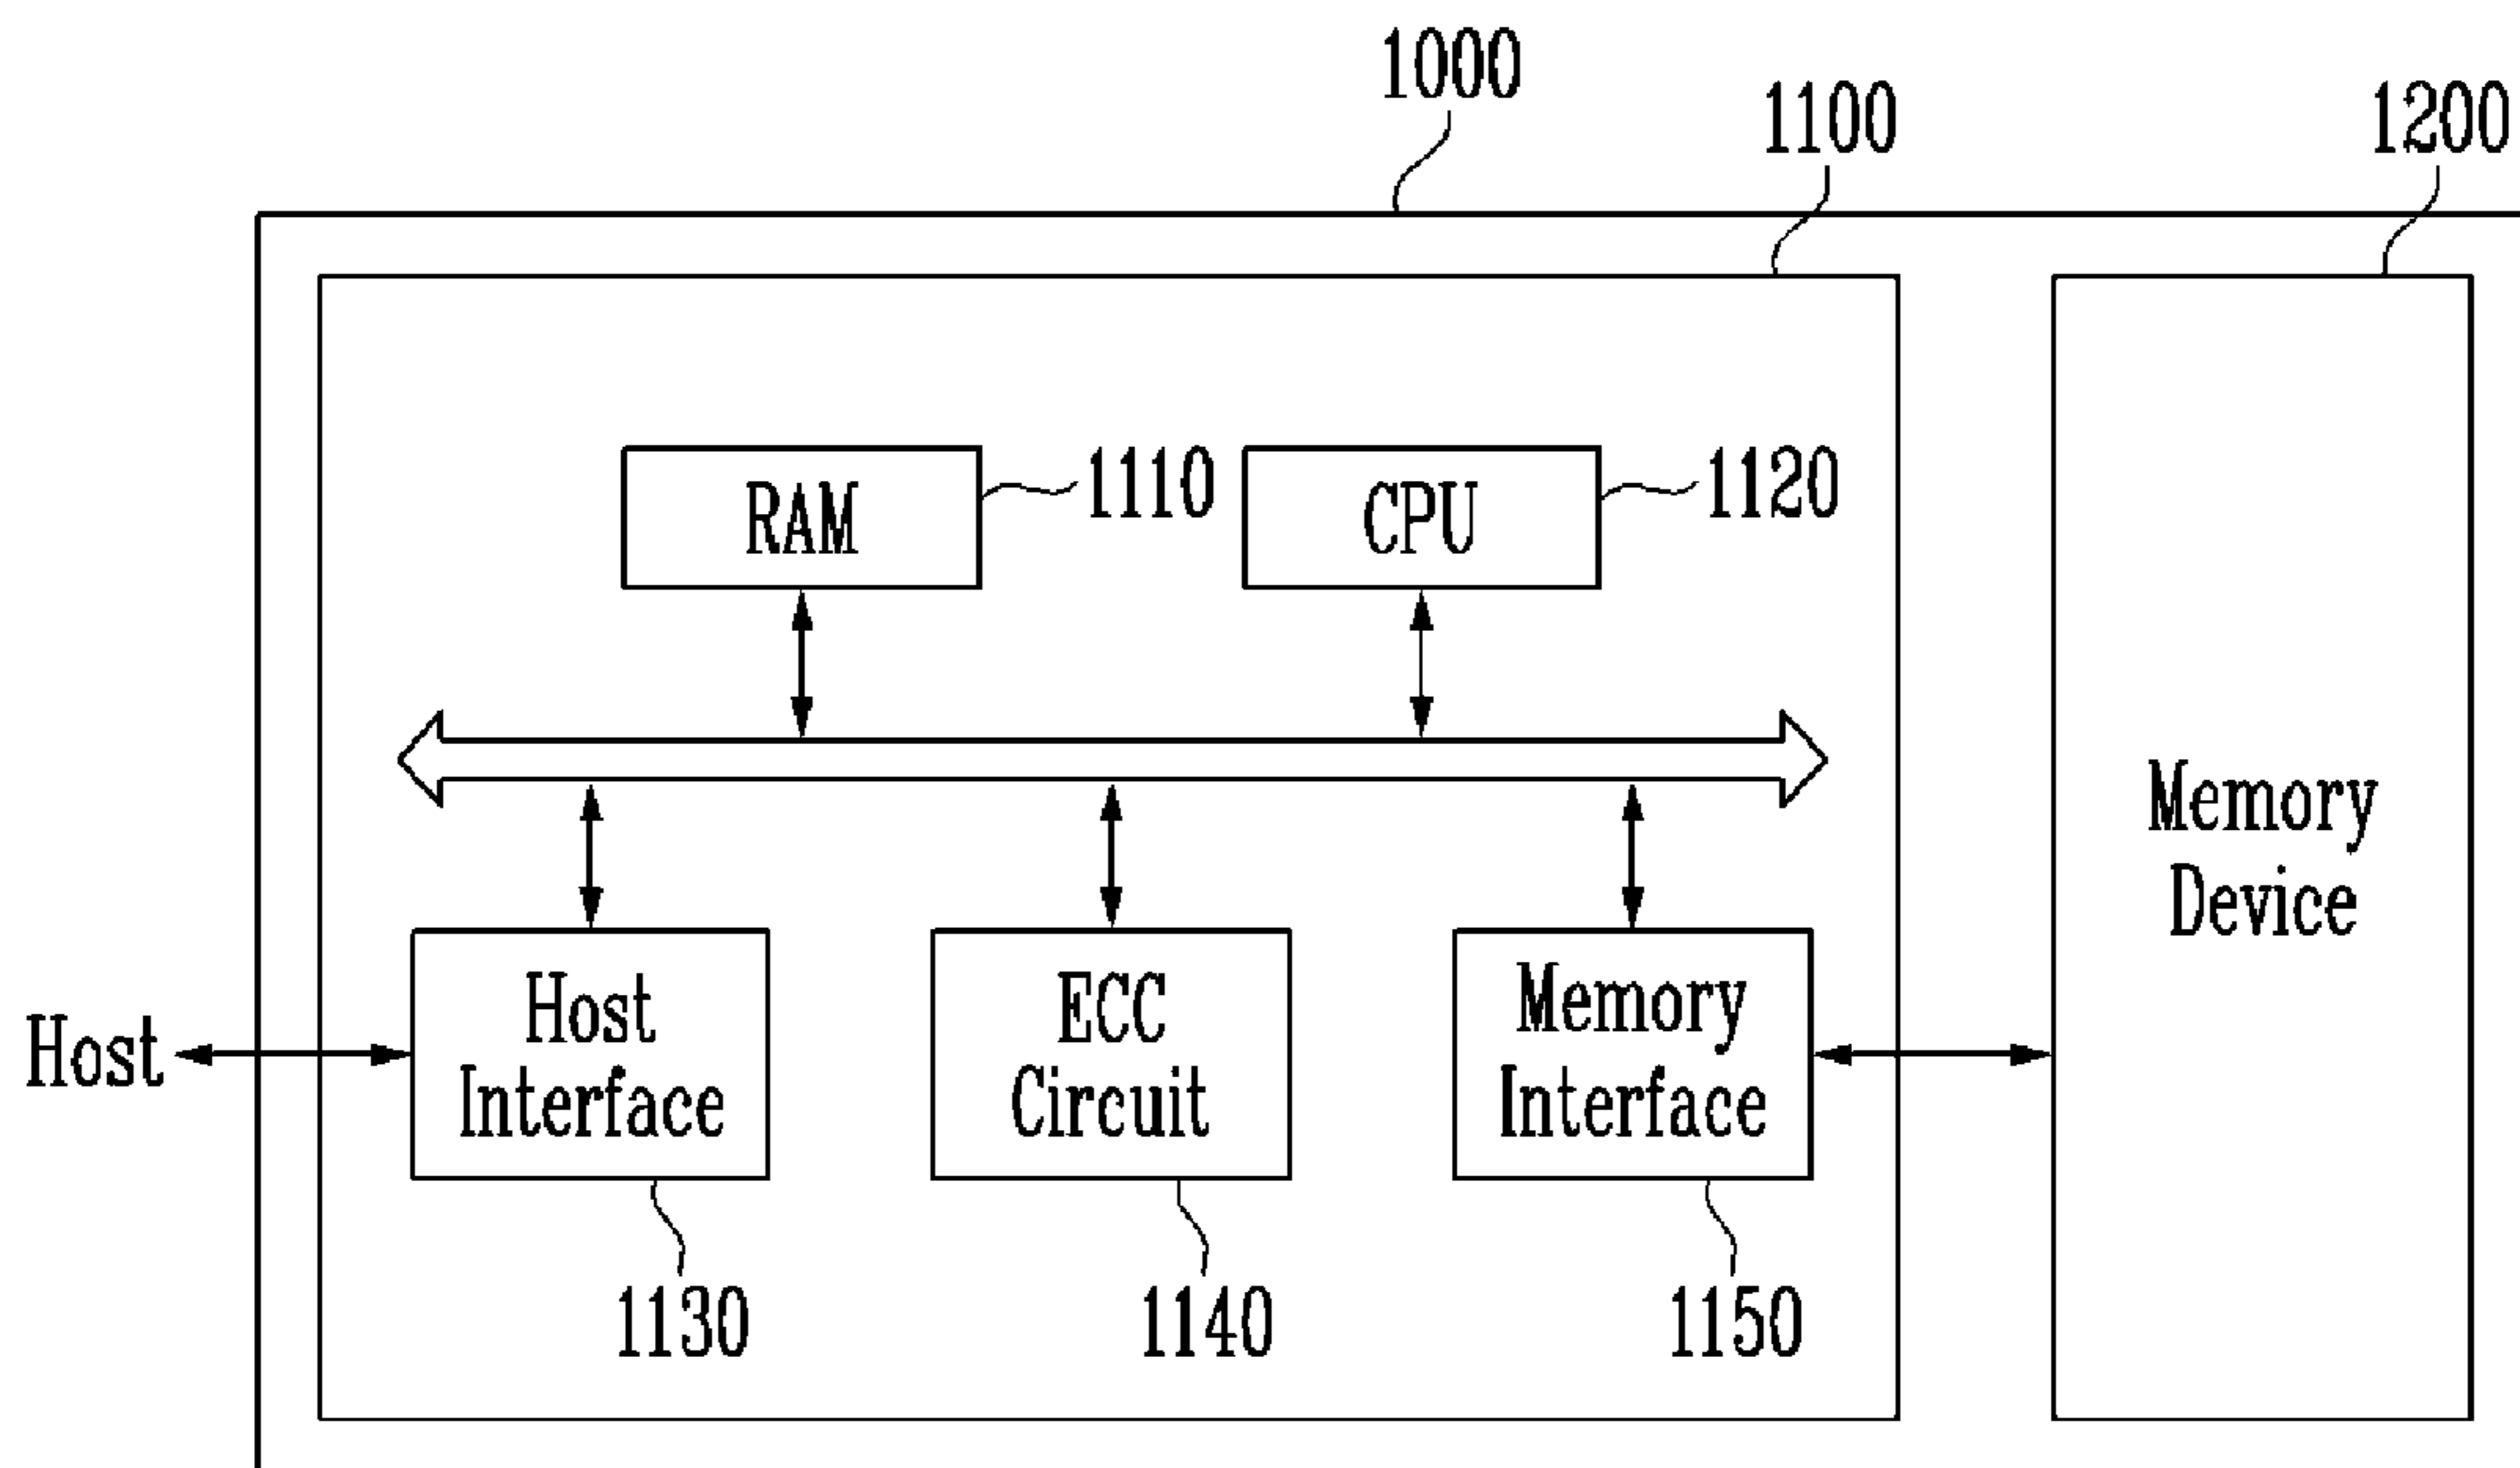 1000
1100
1200
RAM
1110
CPU
1120
Memory
Device
Host
Host
Interface
ECC
Circuit
Memory
Interface
1130
1140
1150